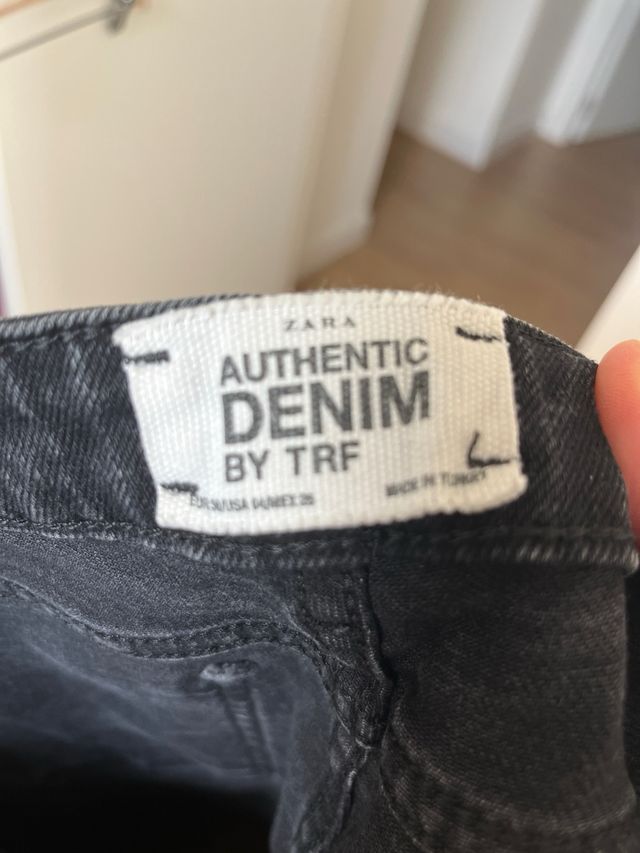 ZARA
AUTHENTIC
DENIM
BY TRF
MADE IN TURKEY